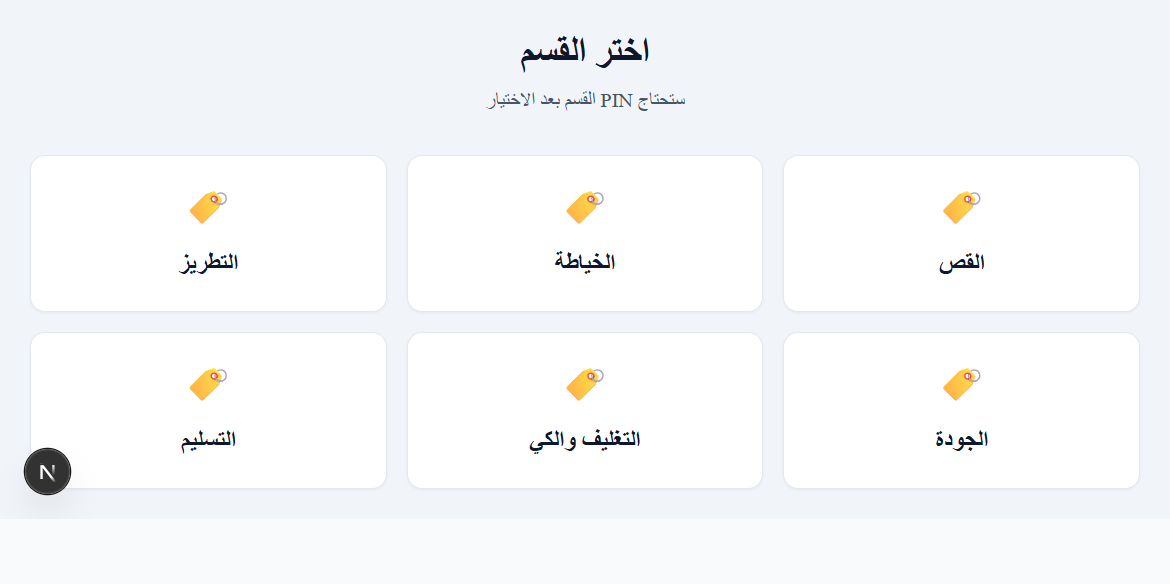 اختر القسم
ستحتاج PIN القسم بعد الاختيار
القص
الخياطة
التطريز
الجودة
التغليف والكي
التسليم
N